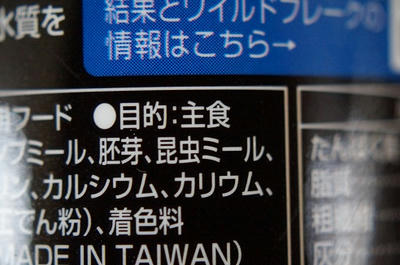 水質を
結果とワイルドフレークの
情報はこちら→
フード ●目的:主食
ミール、胚芽、昆虫ミール、
ン、カルシウム、カリウム、
でん粉)、着色料
MADE IN TAIWAN)
たんぱく
脂質
粗
灰分